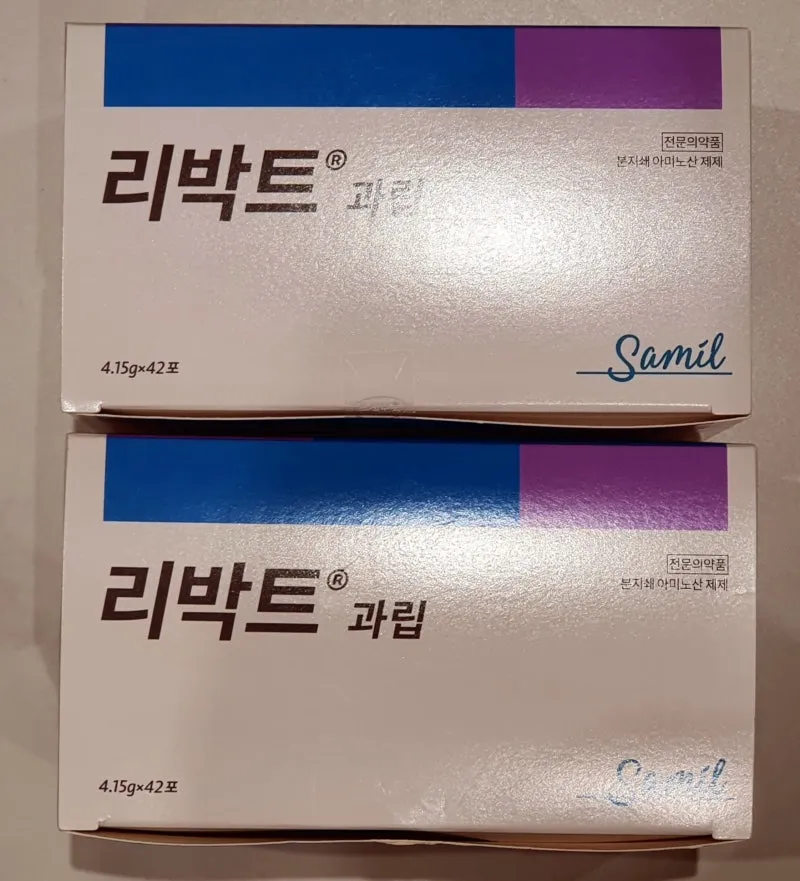 리박트® 과립
전문의약품
분지쇄 아미노산 제제
4.15g×42포
Samil
리박트® 과립
전문의약품
분지쇄 아미노산 제제
4.15g×42포
Samil